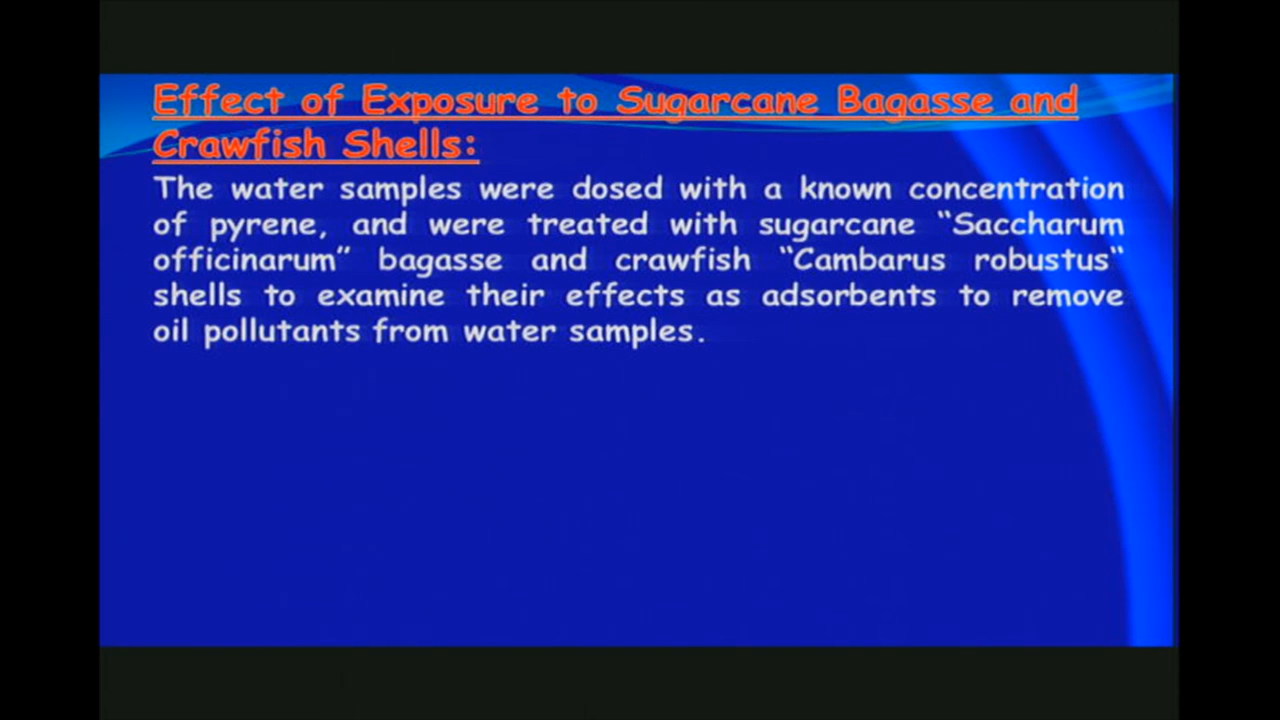 Effect of Exposure to Sugarcane Bagasse and
Crawfish Shells:
The water samples were dosed with a known concentration
of pyrene, and were treated with sugarcane “Saccharum
officinarum” bagasse and crawfish “Cambarus robustus“
shells to examine their effects as adsorbents to remove
oil pollutants from water samples.